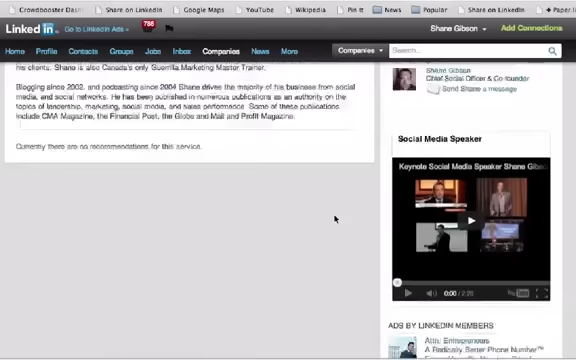 Crowdbooster Dash
Share on LinkedIn
Google Maps
YouTube
Wikipedia
Pin It
News
Popular
Share on LinkedIn
Paper.li
LinkedIn
Go to LinkedIn Ads »
786
Shane Gibson
Add Connections
Home
Profile
Contacts
Groups
Jobs
Inbox
Companies
News
More
Companies
Search...
his clients. Shane is also Canada's only Guerrilla Marketing Master Trainer.
Blogging since 2002, and podcasting since 2004 Shane drives the majority of his business from social
media, and social networks. He has been published in numerous publications as an authority on the
topics of leadership, marketing, social media, and sales performance. Some of these publications
include CMA Magazine, the Financial Post, the Globe and Mail and Profit Magazine.
Currently there are no recommendations for this service.
Shane Gibson
Chief Social Officer & Co-founder
Send Shane a message
Social Media Speaker
Keynote Social Media Speaker Shane Gib
0:00 / 2:28
ADS BY LINKEDIN MEMBERS
Attn. Entrepreneurs
A Radically Better Phone Number™